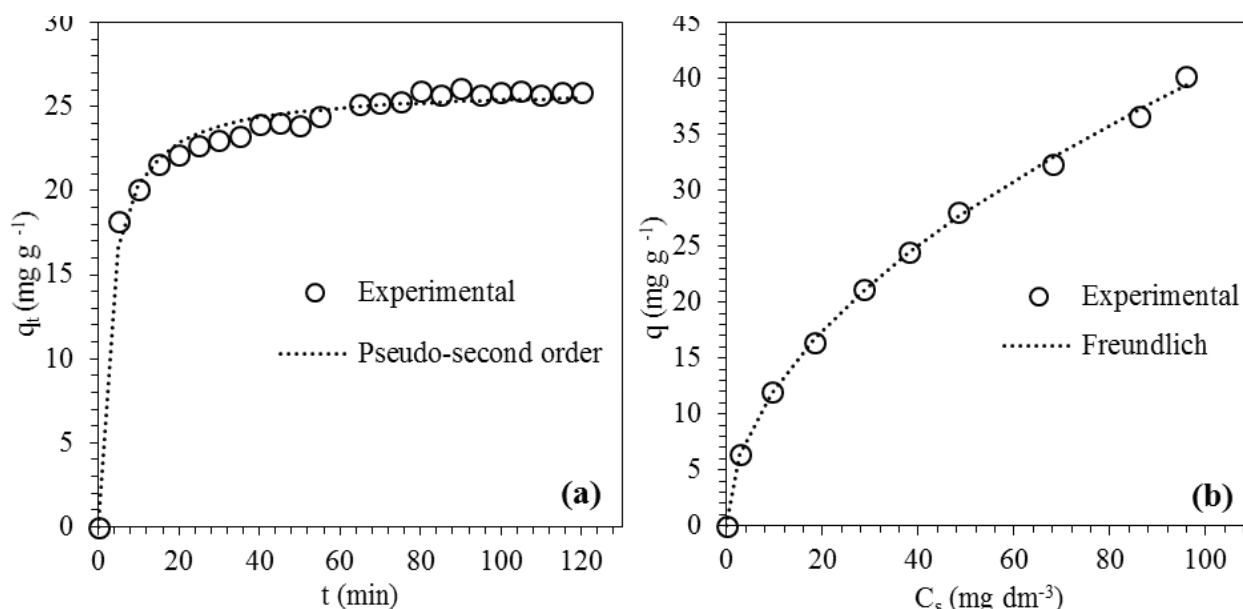 30
25
20
15
10
5
0
qt (mg g -1)
Experimental
Pseudo-second order
(a)
0 20 40 60 80 100 120
t (min)
45
40
35
30
25
20
15
10
5
0
q (mg g -1)
Experimental
Freundlich
(b)
0 20 40 60 80 100
Cs (mg dm-3)